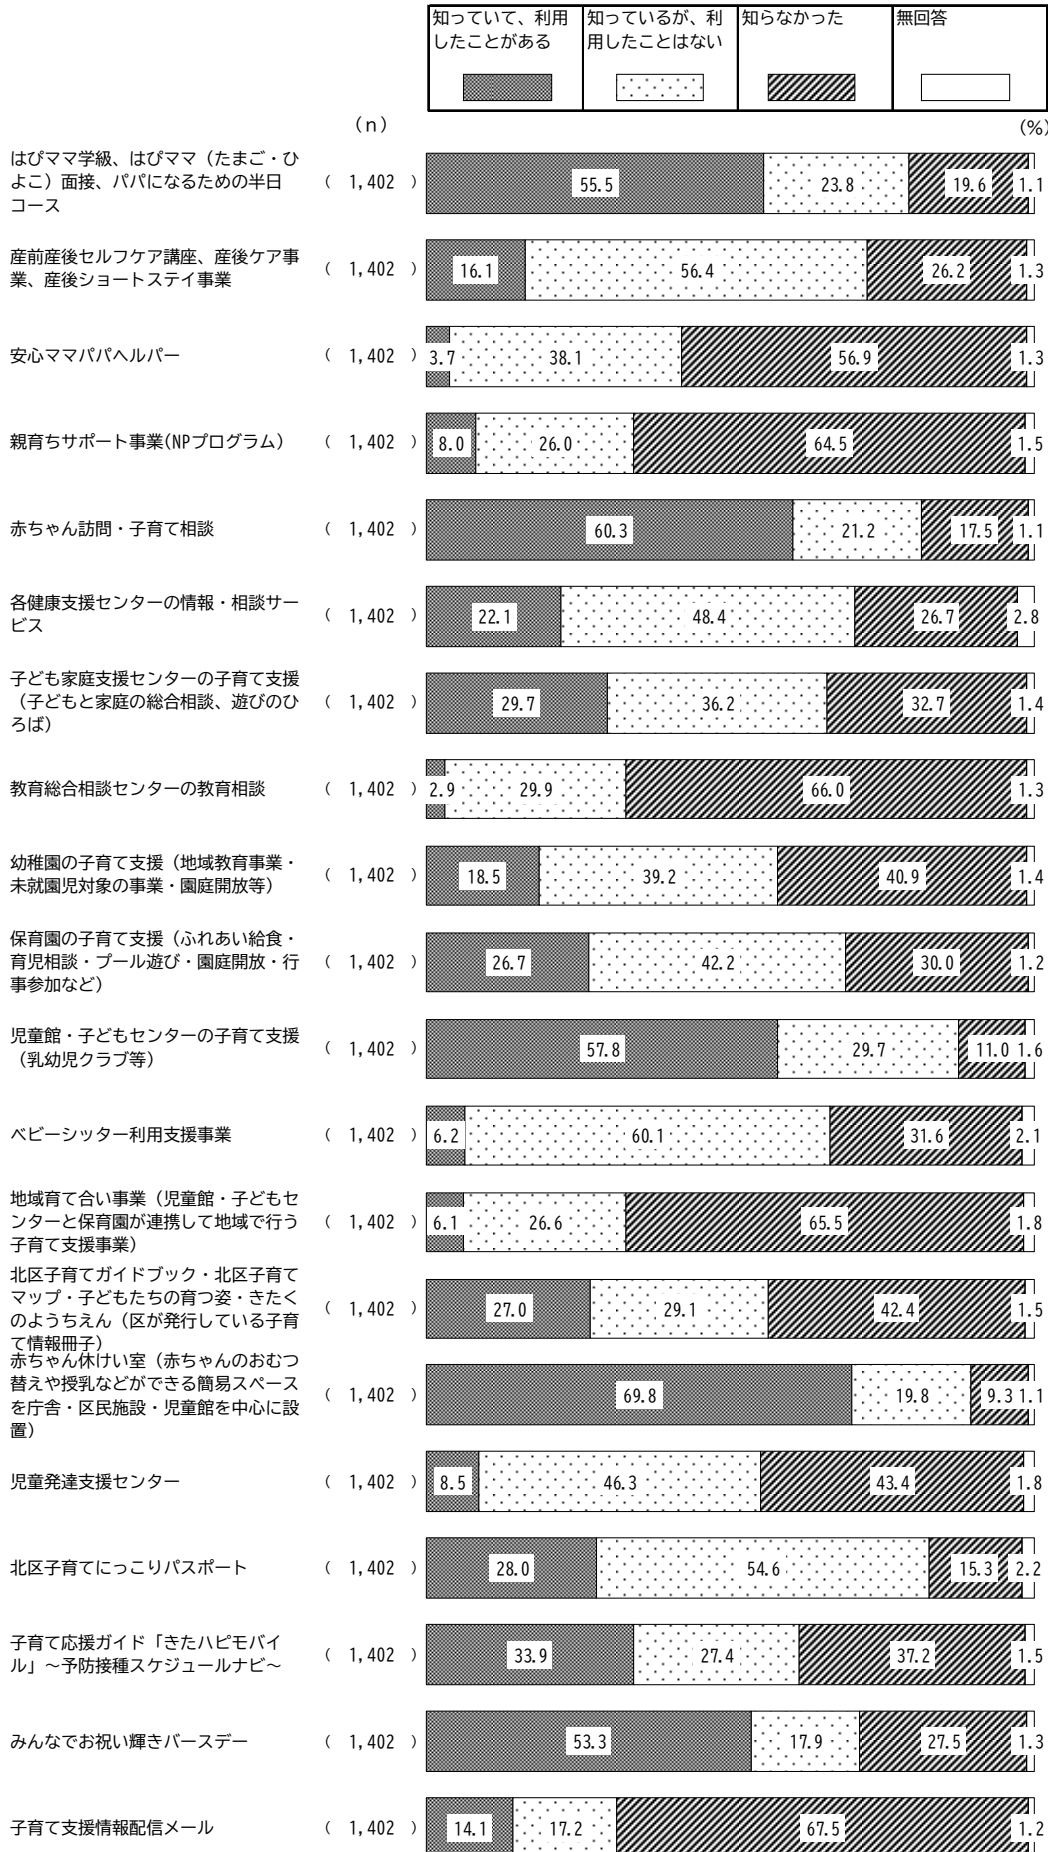 知っていて、利用
したことがある
知っているが、利
用したことはない
知らなかった
無回答
(n)
(%)
はぴママ学級、はぴママ（たまご・ひ
よこ）面接、パパになるための半日
コース
( 1,402 )
55.5 23.8 19.6 1.1
産前産後セルフケア講座、産後ケア事
業、産後ショートステイ事業
( 1,402 )
16.1 56.4 26.2 1.3
安心ママパパヘルパー
( 1,402 )
3.7 38.1 56.9 1.3
親育ちサポート事業(NPプログラム)
( 1,402 )
8.0 26.0 64.5 1.5
赤ちゃん訪問・子育て相談
( 1,402 )
60.3 21.2 17.5 1.1
各健康支援センターの情報・相談サー
ビス
( 1,402 )
22.1 48.4 26.7 2.8
子ども家庭支援センターの子育て支援
（子どもと家庭の総合相談、遊びのひ
ろば）
( 1,402 )
29.7 36.2 32.7 1.4
教育総合相談センターの教育相談
( 1,402 )
2.9 29.9 66.0 1.3
幼稚園の子育て支援（地域教育事業・
未就園児対象の事業・園庭開放等）
( 1,402 )
18.5 39.2 40.9 1.4
保育園の子育て支援（ふれあい給食・
育児相談・プール遊び・園庭開放・行
事参加など）
( 1,402 )
26.7 42.2 30.0 1.2
児童館・子どもセンターの子育て支援
（乳幼児クラブ等）
( 1,402 )
57.8 29.7 11.0 1.6
ベビーシッター利用支援事業
( 1,402 )
6.2 60.1 31.6 2.1
地域育て合い事業（児童館・子どもセ
ンターと保育園が連携して地域で行う
子育て支援事業）
( 1,402 )
6.1 26.6 65.5 1.8
北区子育てガイドブック・北区子育て
マップ・子どもたちの育つ姿・きたく
のようちえん（区が発行している子育
て情報冊子）
( 1,402 )
27.0 29.1 42.4 1.5
赤ちゃん休けい室（赤ちゃんのおむつ
替えや授乳などができる簡易スペース
を庁舎・区民施設・児童館を中心に設
置）
( 1,402 )
69.8 19.8 9.3 1.1
児童発達支援センター
( 1,402 )
8.5 46.3 43.4 1.8
北区子育てにっこりパスポート
( 1,402 )
28.0 54.6 15.3 2.2
子育て応援ガイド「きたハピモバイ
ル」～予防接種スケジュールナビ～
( 1,402 )
33.9 27.4 37.2 1.5
みんなでお祝い輝きバースデー
( 1,402 )
53.3 17.9 27.5 1.3
子育て支援情報配信メール
( 1,402 )
14.1 17.2 67.5 1.2